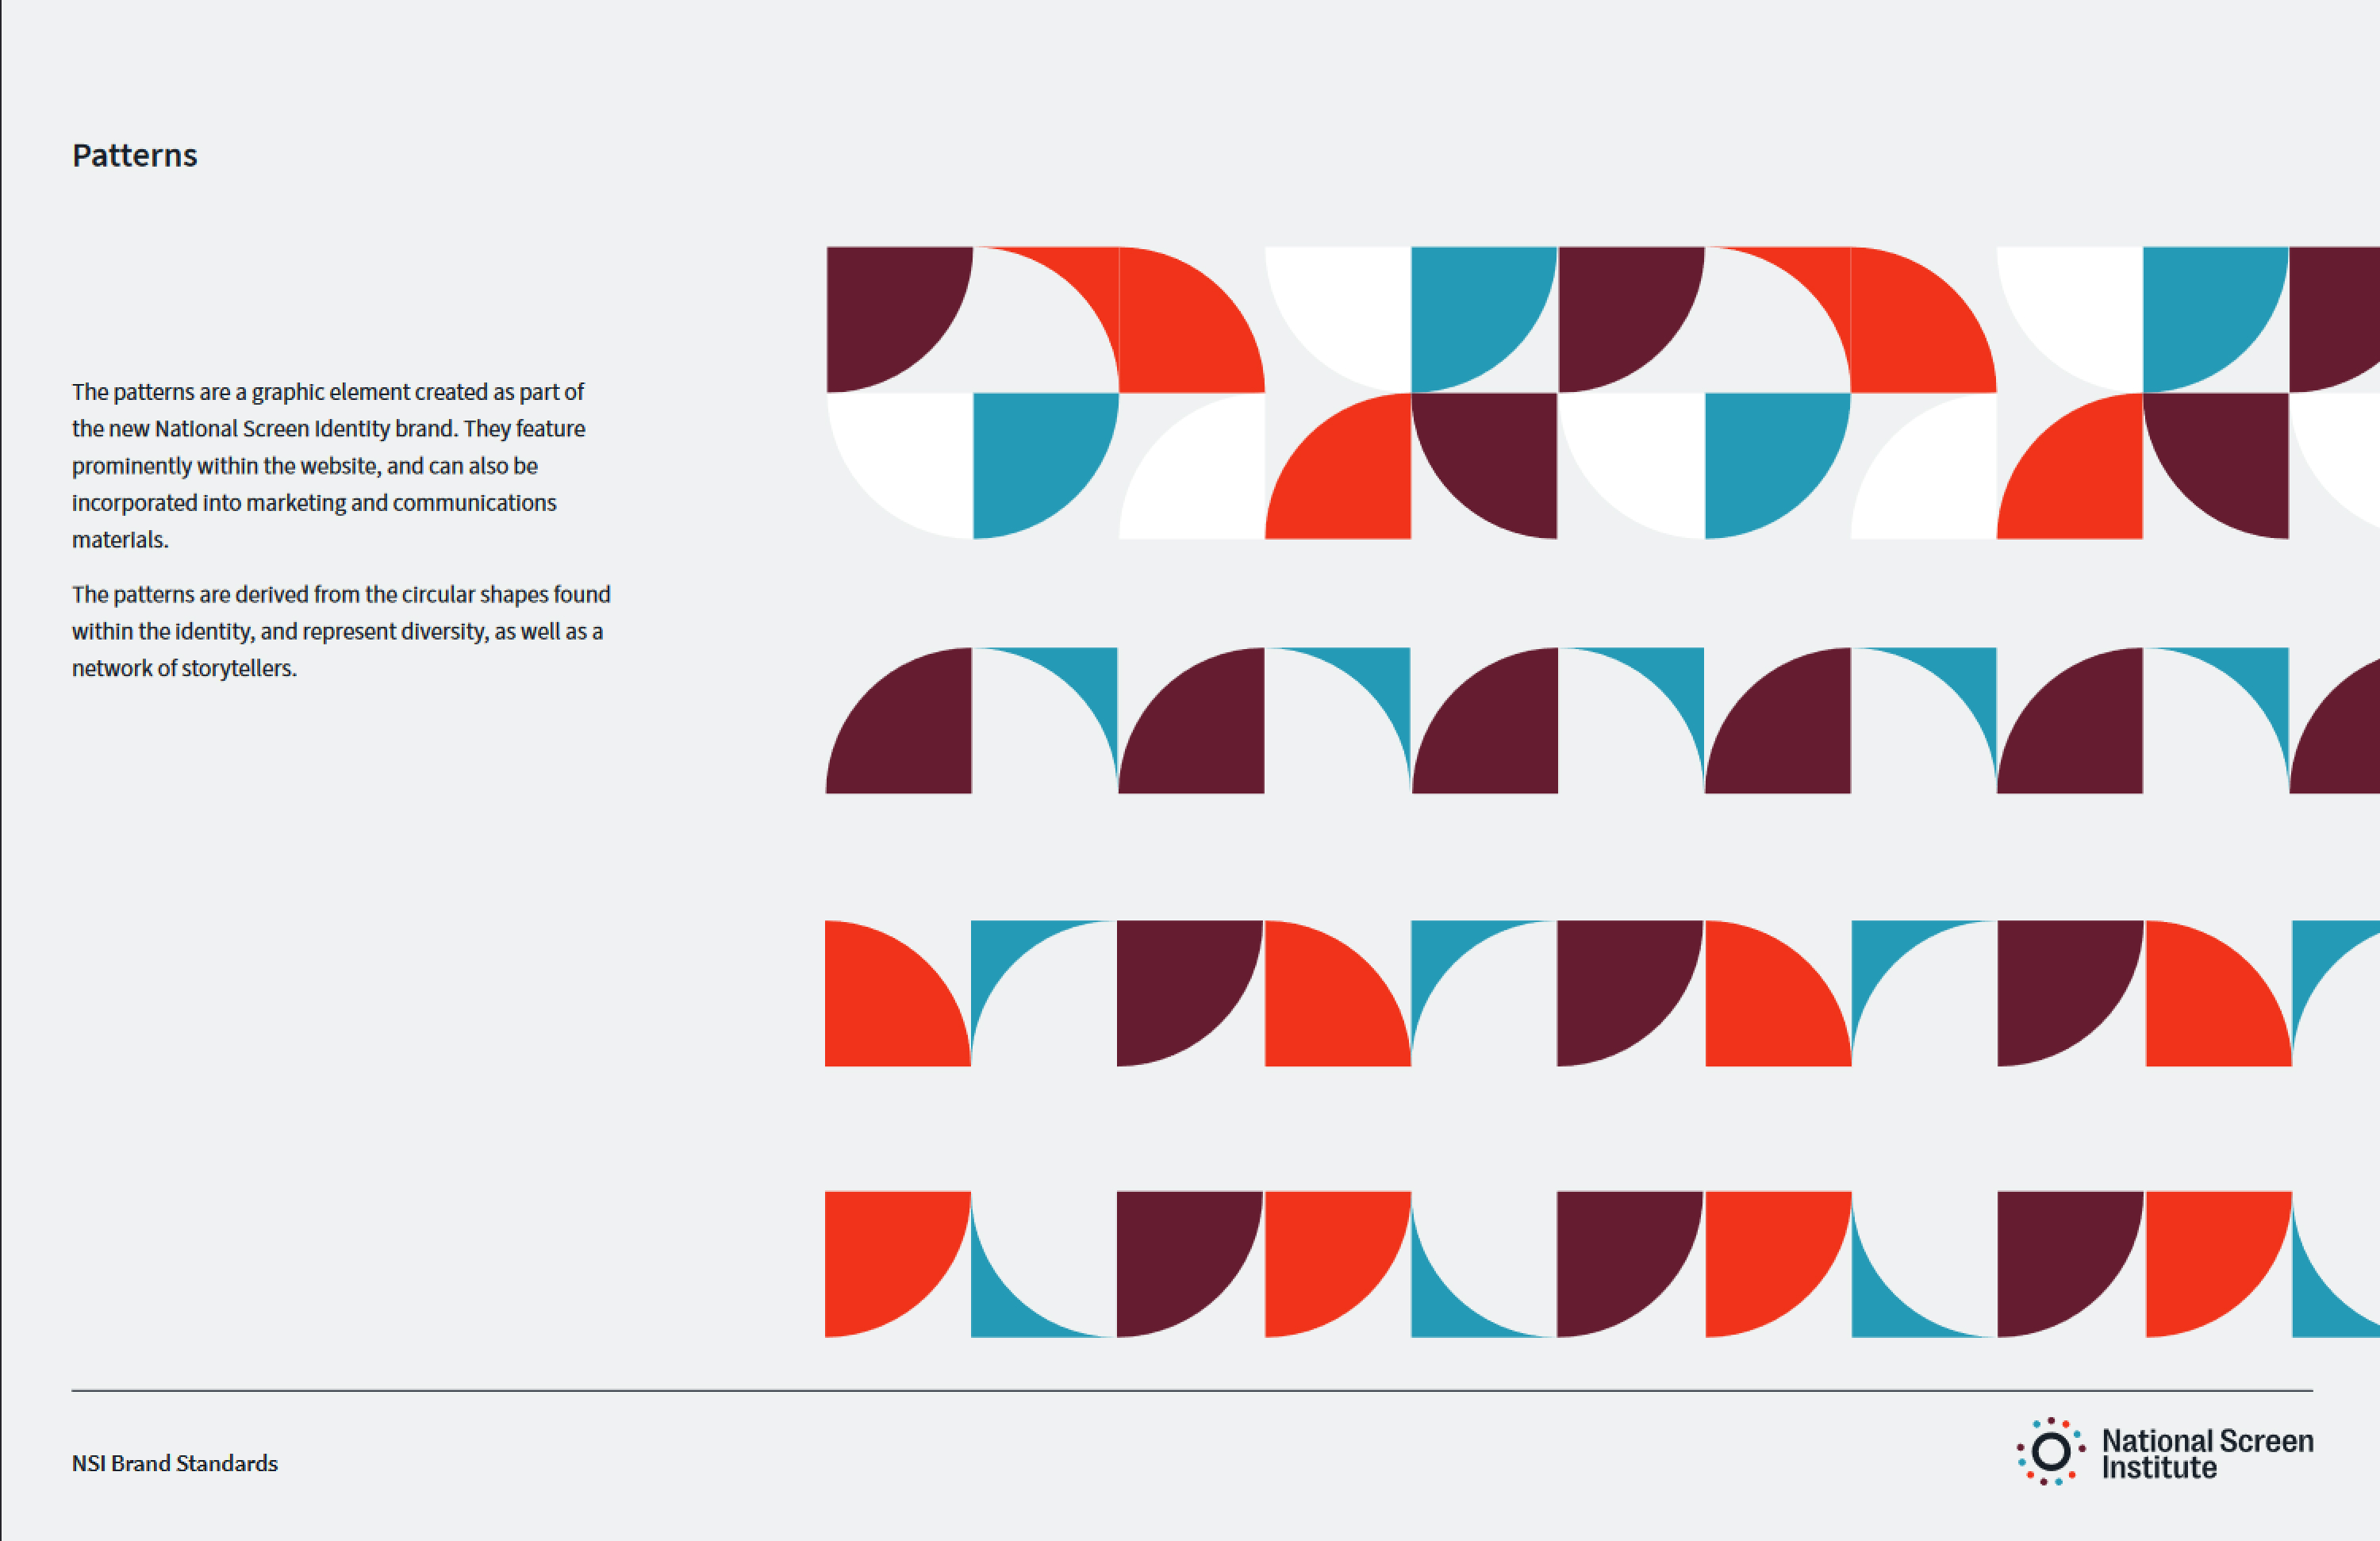 Patterns
The patterns are a graphic element created as part of
the new National Screen Identity brand. They feature
prominently within the website, and can also be
incorporated into marketing and communications
materials.
The patterns are derived from the circular shapes found
within the identity, and represent diversity, as well as a
network of storytellers.
NSI Brand Standards
National Screen
Institute